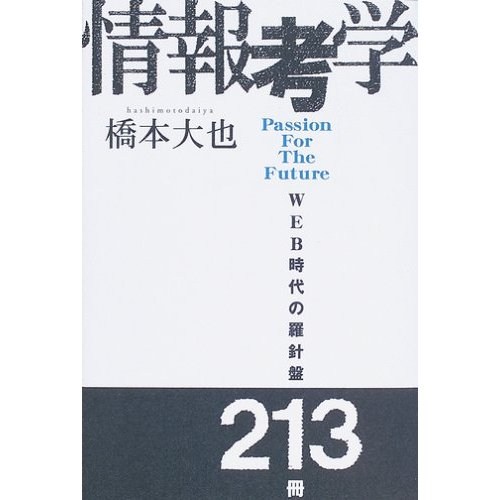 情報考学
hashimotodaiya
橋本大也
Passion
For
The
Future
WEB時代の羅針盤
213
冊